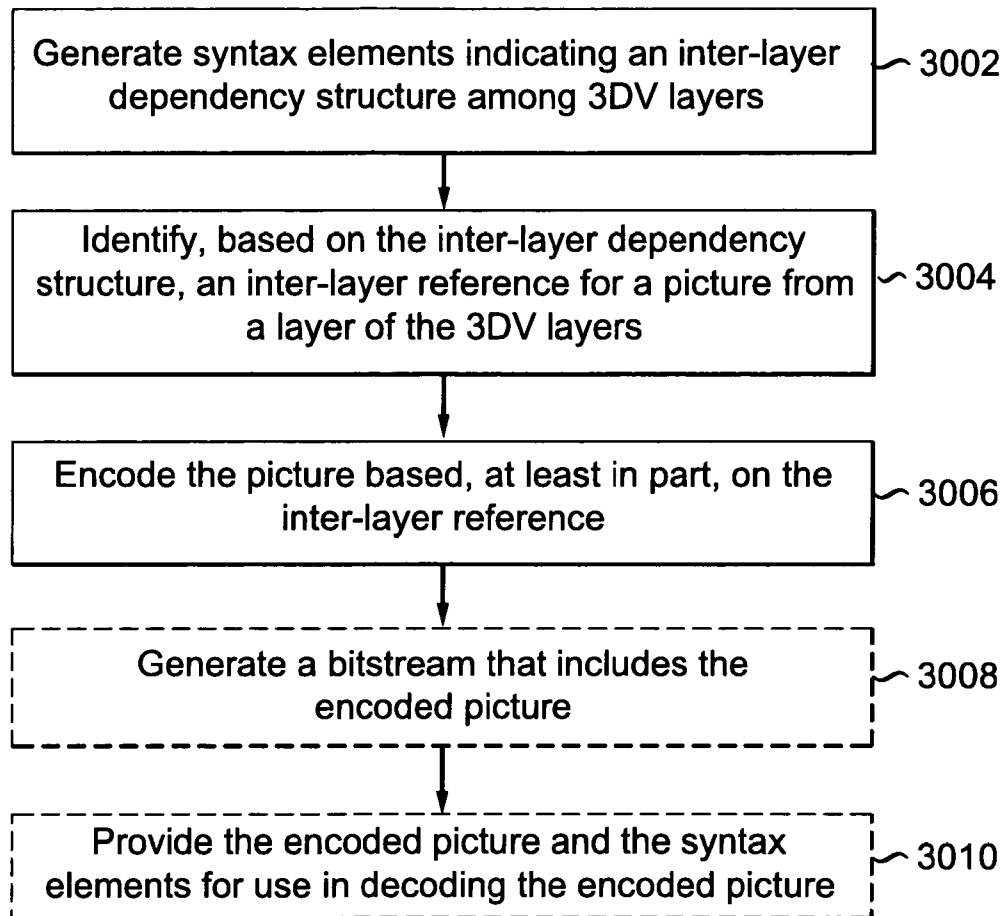 Generate syntax elements indicating an inter-layer
dependency structure among 3DV layers
3002
Identify, based on the inter-layer dependency
structure, an inter-layer reference for a picture from
a layer of the 3DV layers
3004
Encode the picture based, at least in part, on the
inter-layer reference
3006
Generate a bitstream that includes the
encoded picture
3008
Provide the encoded picture and the syntax
elements for use in decoding the encoded picture
3010